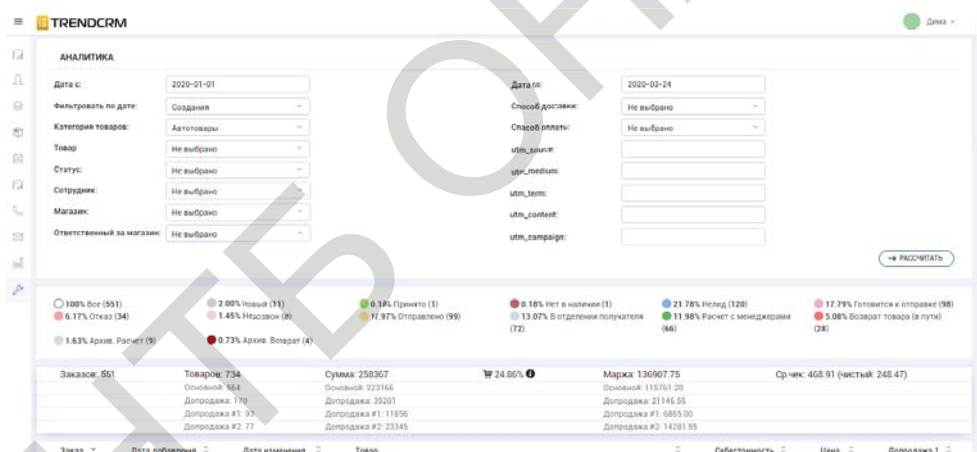 TRENDCRM
Дима
АНАЛИТИКА
Дата с: 2020-01-01 Дата по: 2020-03-24
Фильтровать по дате: Создания Способ доставки: Не выбрано
Категория товаров: Автотовары Способ оплаты: Не выбрано
Товар Не выбрано utm_source:
Статус: Не выбрано utm_medium:
Сотрудник: Не выбрано utm_term:
Магазин: Не выбрано utm_content:
Ответственный за магазин: Не выбрано utm_campaign:
РАССЧИТАТЬ
100% Все (551) 2.00% Новый (11) 0.18% Принято (1) 0.18% Нет в наличии (1) 21.78% Нелид (120) 17.79% Готовится к отправке (98)
6.17% Отказ (34) 1.45% Недозвон (8) 17.97% Отправлено (99) 13.07% В отделении получателя (72) 11.98% Расчет с менеджерами (66) 5.08% Возврат товара (в пути) (28)
1.63% Архив. Расчет (9) 0.73% Архив. Возврат (4)
Заказов: 551 Товаров: 734 Сумма: 258367 24.86% Маржа: 136907.75 Ср.чек: 468.91 (чистый: 248.47)
Основной: 564 Основной: 223166 Основной: 115761.20
Допродажа: 170 Допродажа: 35201 Допродажа: 21146.55
Допродажа #1: 93 Допродажа #1: 11856 Допродажа #1: 6865.00
Допродажа #2: 77 Допродажа #2: 23345 Допродажа #2: 14281.55
Заказ Дата добавления Дата изменения Товар Себестоимость Цена Допродажа 1